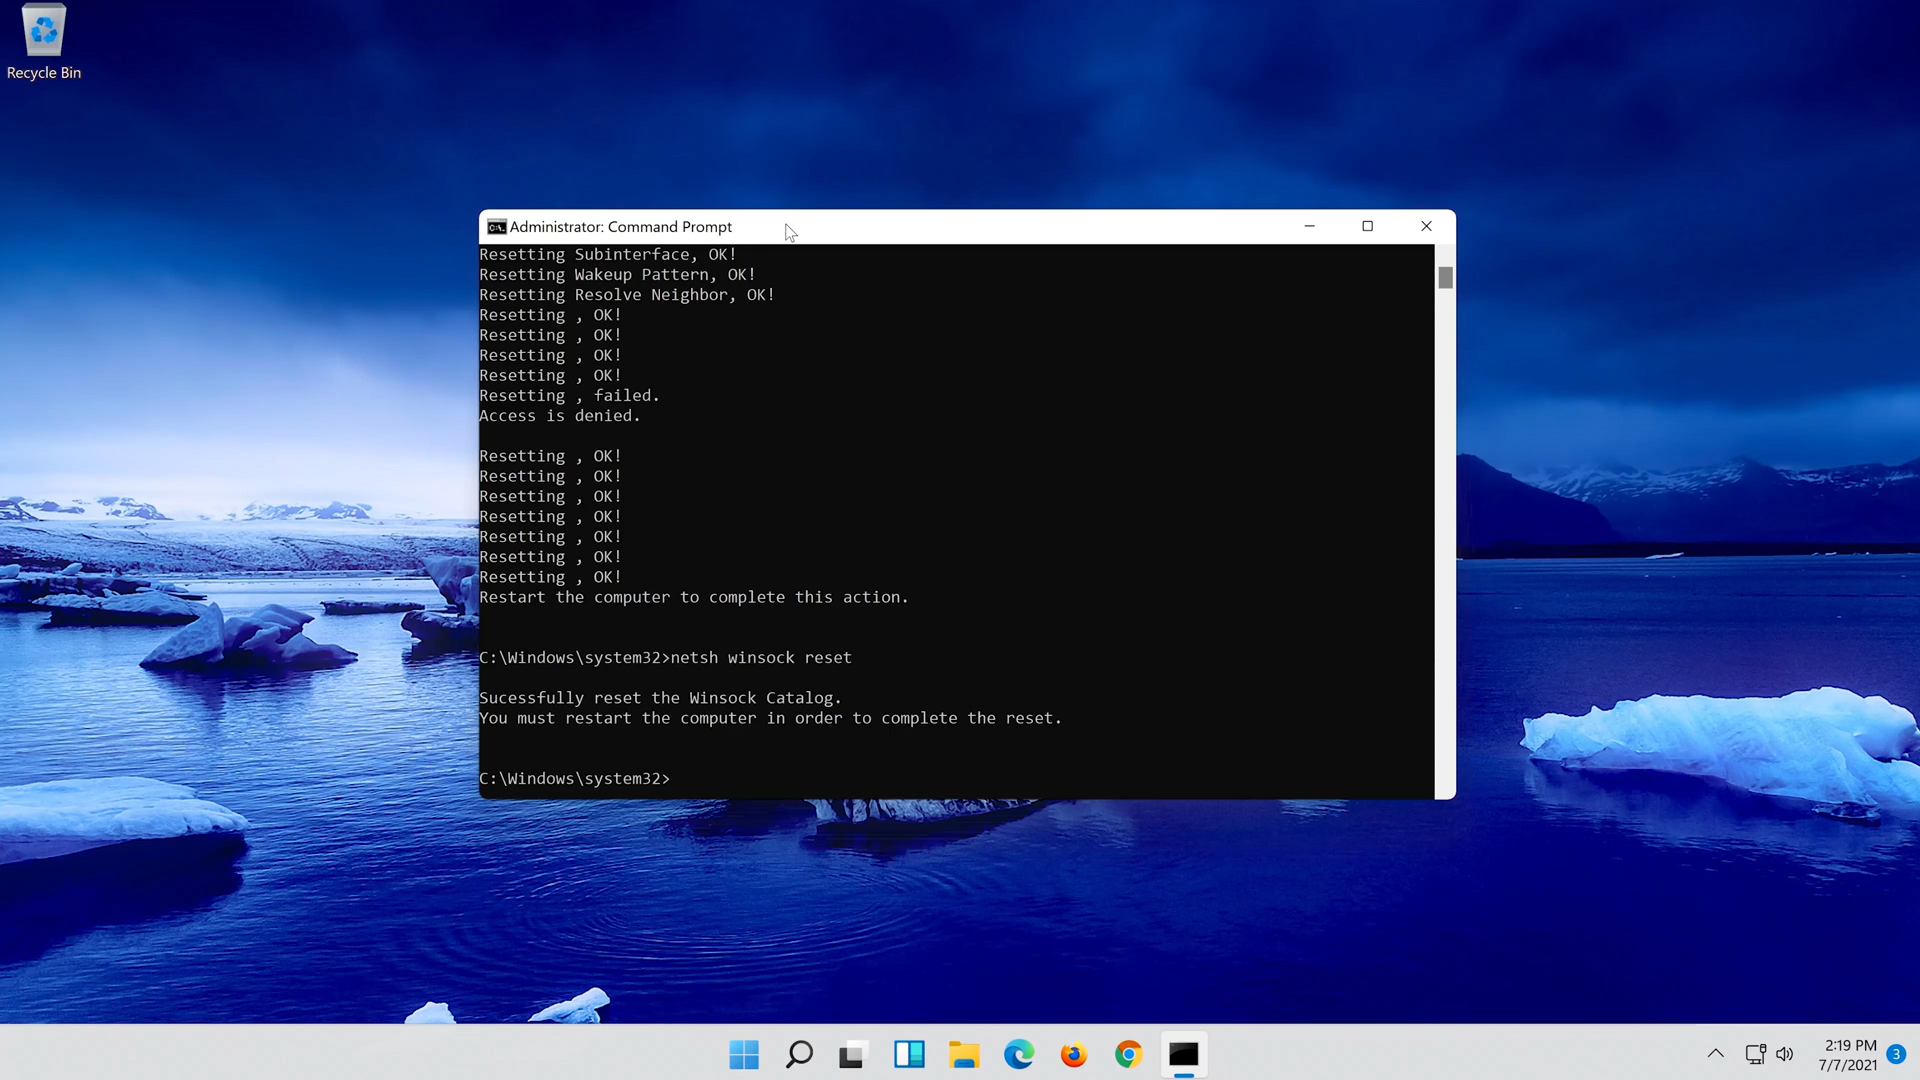 Recycle Bin
Administrator: Command Prompt
Resetting Subinterface, OK!
Resetting Wakeup Pattern, OK!
Resetting Resolve Neighbor, OK!
Resetting , OK!
Resetting , OK!
Resetting , OK!
Resetting , OK!
Resetting , failed.
Access is denied.
Resetting , OK!
Resetting , OK!
Resetting , OK!
Resetting , OK!
Resetting , OK!
Resetting , OK!
Resetting , OK!
Restart the computer to complete this action.
C:\Windows\system32>netsh winsock reset
Sucessfully reset the Winsock Catalog.
You must restart the computer in order to complete the reset.
C:\Windows\system32>
2:19 PM
7/7/2021
3